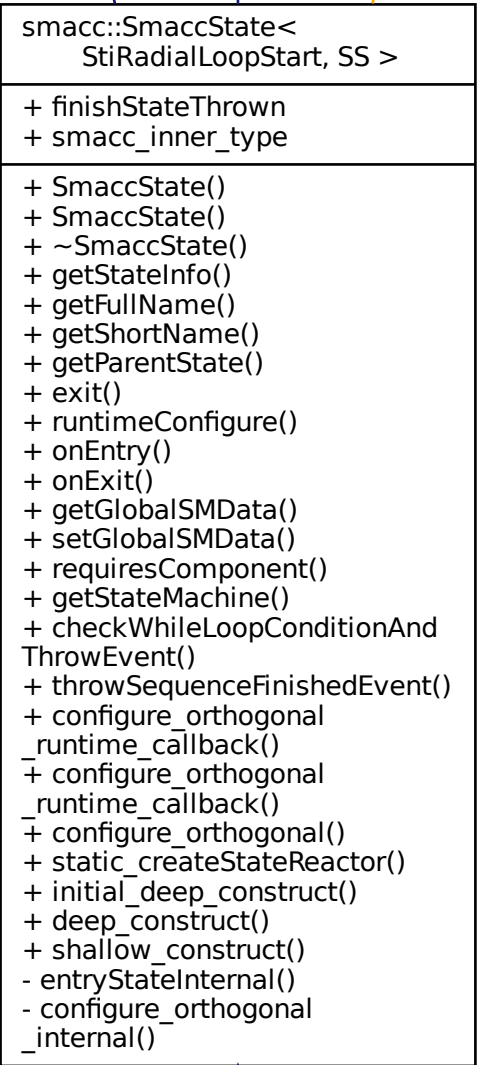 smacc::SmaccState<
StiRadialLoopStart, SS >
+ finishStateThrown
+ smacc_inner_type
+ SmaccState()
+ SmaccState()
+ ~SmaccState()
+ getStateInfo()
+ getFullName()
+ getShortName()
+ getParentState()
+ exit()
+ runtimeConfigure()
+ onEntry()
+ onExit()
+ getGlobalSMData()
+ setGlobalSMData()
+ requiresComponent()
+ getStateMachine()
+ checkWhileLoopConditionAnd
ThrowEvent()
+ throwSequenceFinishedEvent()
+ configure_orthogonal
_runtime_callback()
+ configure_orthogonal
_runtime_callback()
+ configure_orthogonal()
+ static_createStateReactor()
+ initial_deep_construct()
+ deep_construct()
+ shallow_construct()
- entryStateInternal()
- configure_orthogonal
_internal()